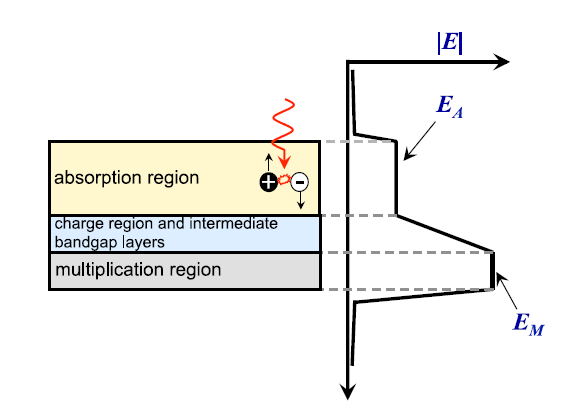 |E|
E_A
absorption region
+
-
charge region and intermediate
bandgap layers
multiplication region
E_M